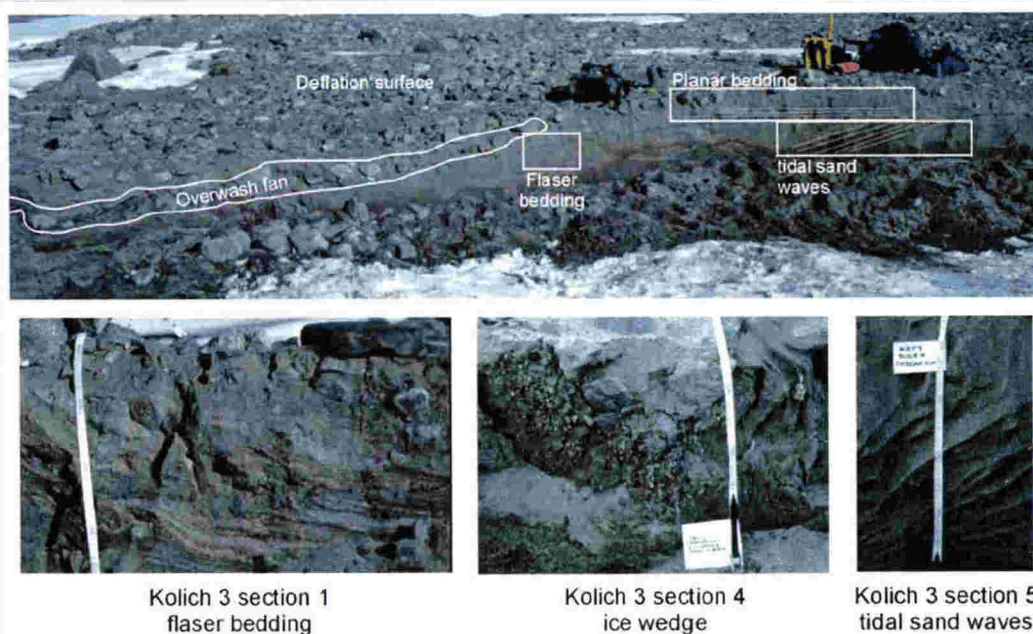 Deflation surface
Planar bedding
Overwash fan
Flaser
bedding
tidal sand
waves
Kolich 3 section 1
flaser bedding
Kolich 3 section 4
ice wedge
Kolich 3 section 5
tidal sand waves